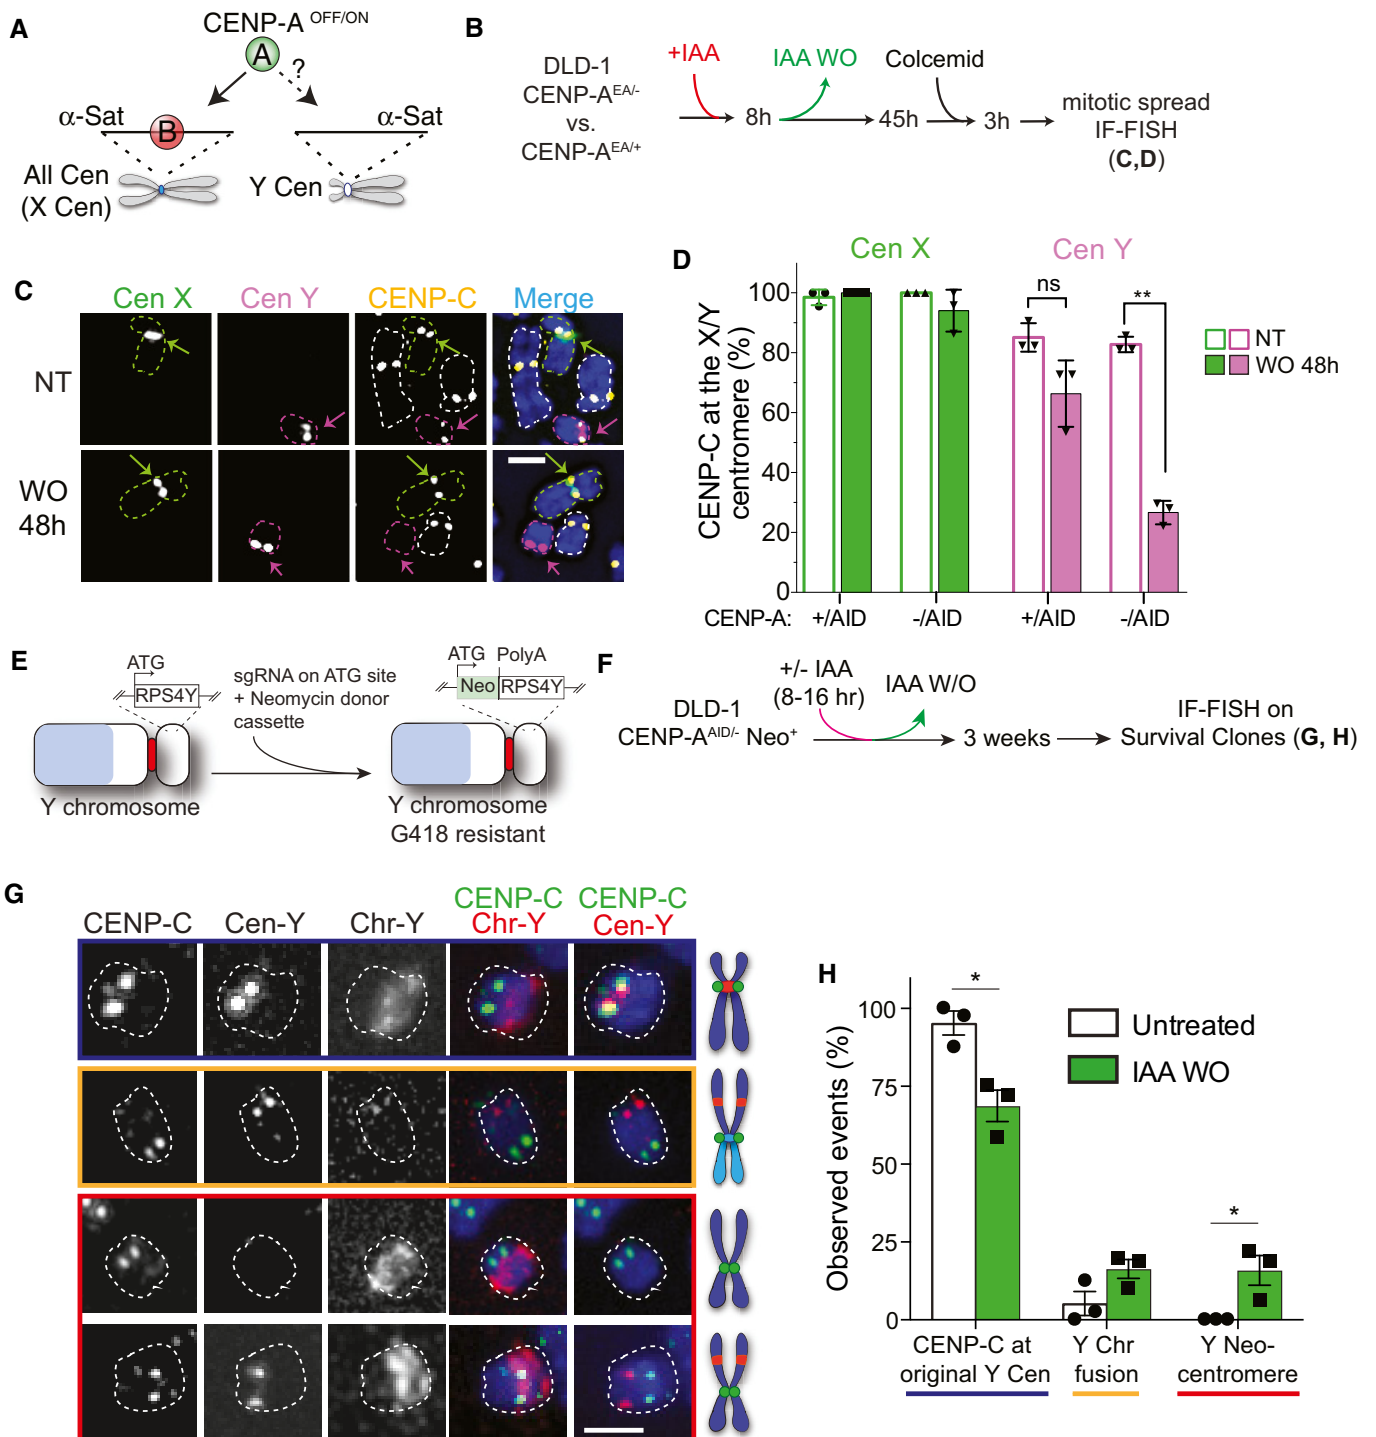 A
CENP-A OFF/ON
A
?
α-Sat
α-Sat
B
All Cen
(X Cen)
Y Cen
B
DLD-1
CENP-A EA/-
vs.
CENP-A EA/+
+IAA
IAA WO
Colcemid
8h
45h
3h
mitotic spread
IF-FISH
(C,D)
C
Cen X
Cen Y
CENP-C
Merge
NT
WO
48h
D
Cen X
Cen Y
CENP-C at the X/Y
centromere (%)
100
80
60
40
20
0
ns
**
NT
WO 48h
CENP-A:
+/AID
-/AID
+/AID
-/AID
E
ATG
RPS4Y
sgRNA on ATG site
+ Neomycin donor
cassette
ATG
PolyA
Neo
RPS4Y
Y chromosome
Y chromosome
G418 resistant
F
DLD-1
CENP-A AID/- Neo+
+/- IAA
(8-16 hr)
IAA W/O
3 weeks
IF-FISH on
Survival Clones (G, H)
G
CENP-C
Cen-Y
Chr-Y
CENP-C
Chr-Y
CENP-C
Cen-Y
H
Observed events (%)
100
75
50
25
0
*
*
Untreated
IAA WO
CENP-C at
original Y Cen
Y Chr
fusion
Y Neo-
centromere